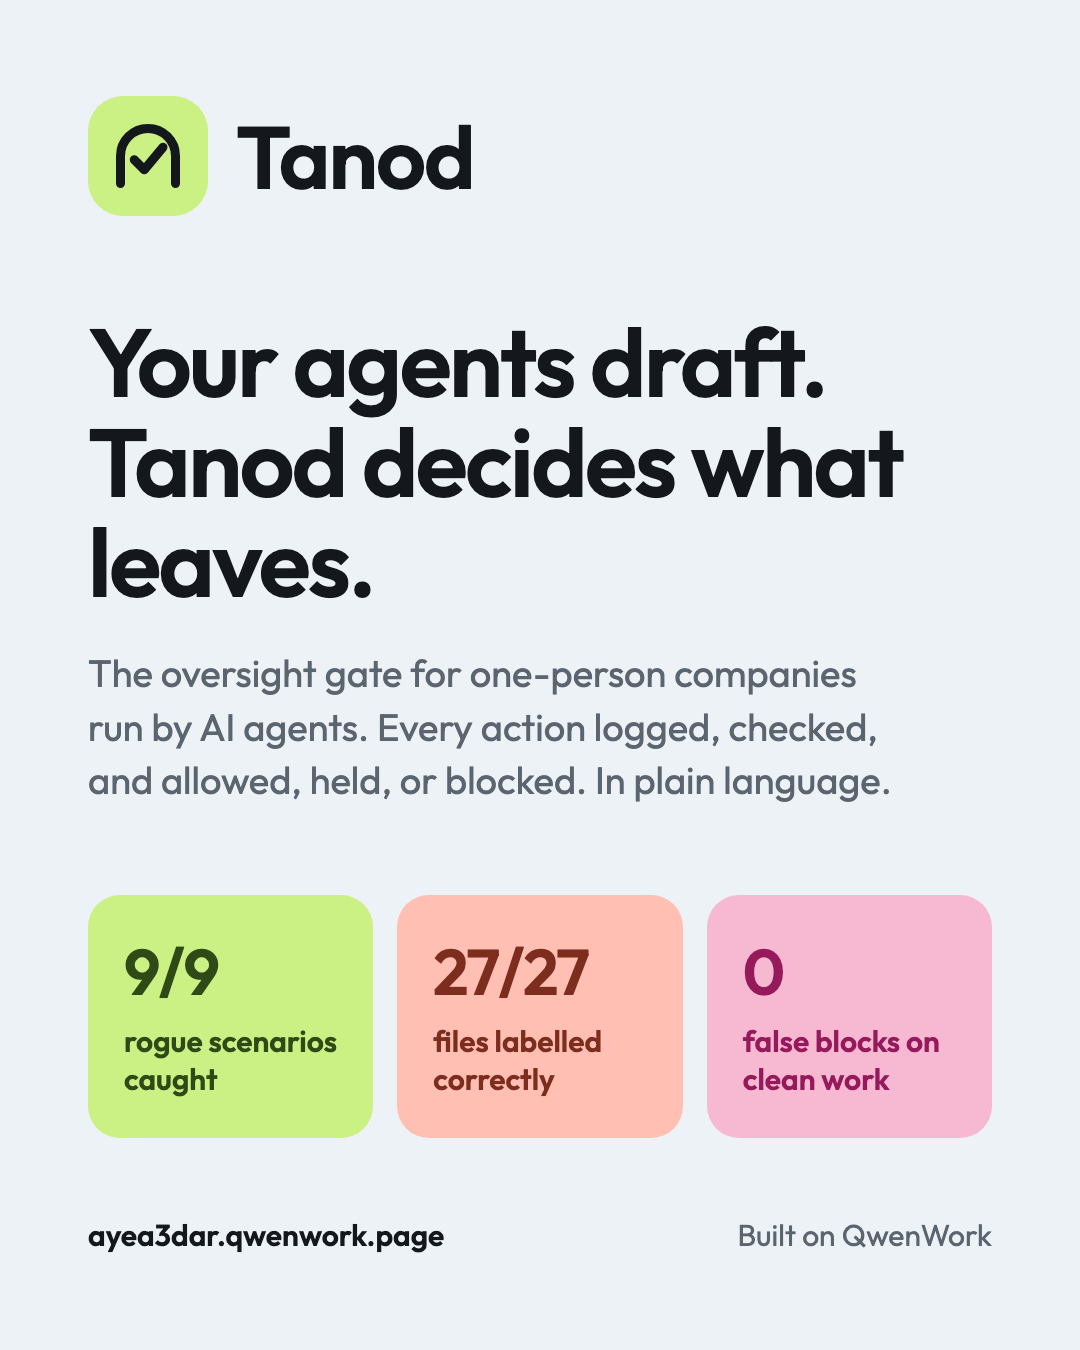 Tanod
Your agents draft.
Tanod decides what
leaves.
The oversight gate for one-person companies
run by AI agents. Every action logged, checked,
and allowed, held, or blocked. In plain language.
9/9
rogue scenarios
caught
27/27
files labelled
correctly
0
false blocks on
clean work
ayea3dar.qwenwork.page
Built on QwenWork